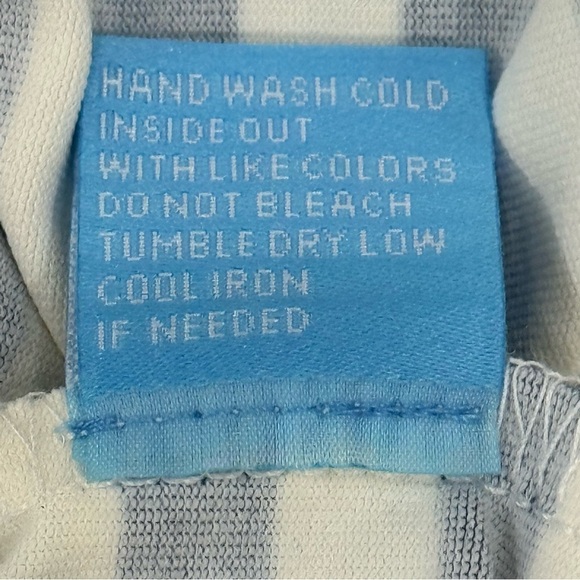 HAND WASH COLD
INSIDE OUT
WITH LIKE COLORS
DO NOT BLEACH
TUMBLE DRY LOW
COOL IRON
IF NEEDED